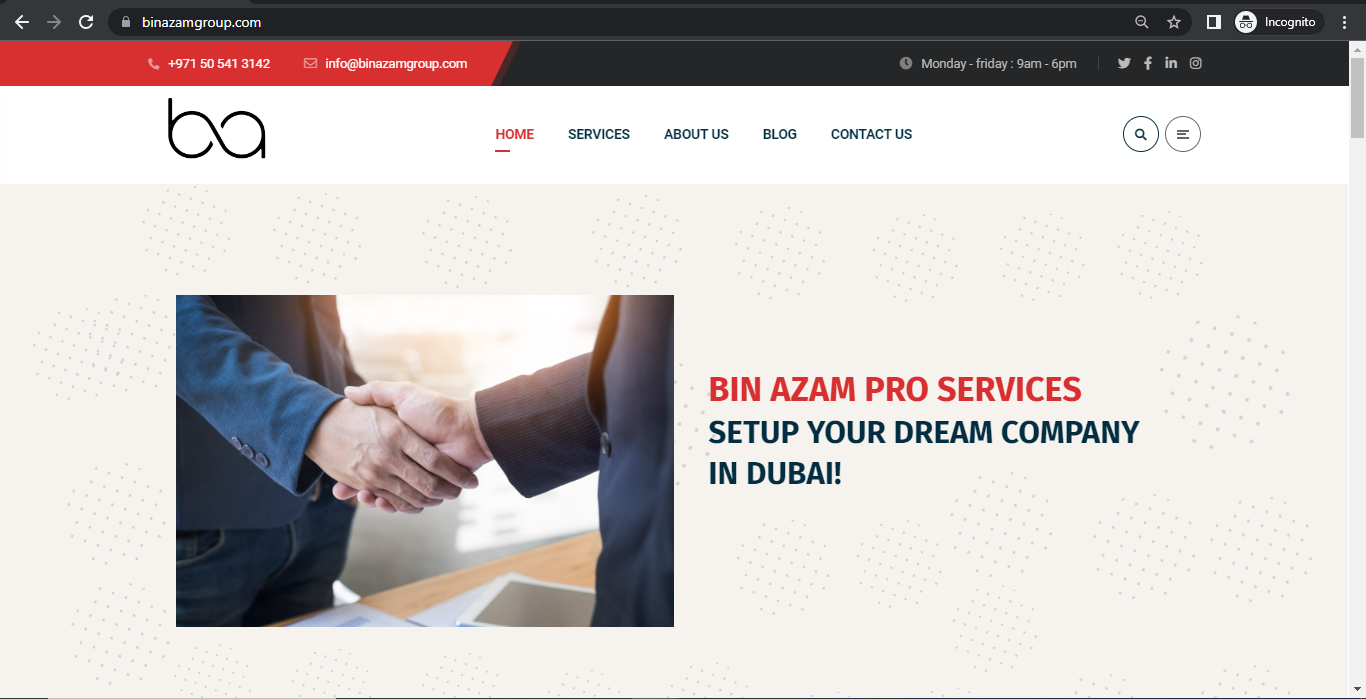 binazamgroup.com
Incognito
+971 50 541 3142 info@binazamgroup.com Monday - friday : 9am - 6pm
ba
HOME SERVICES ABOUT US BLOG CONTACT US
BIN AZAM PRO SERVICES
SETUP YOUR DREAM COMPANY
IN DUBAI!